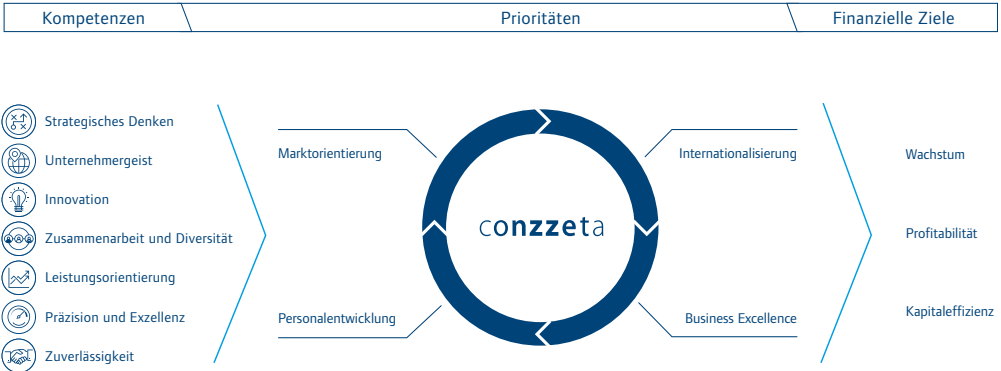 Kompetenzen
Prioritäten
Finanzielle Ziele
Strategisches Denken
Unternehmergeist
Innovation
Zusammenarbeit und Diversität
Leistungsorientierung
Präzision und Exzellenz
Zuverlässigkeit
Marktorientierung
Internationalisierung
conzzeta
Personalentwicklung
Business Excellence
Wachstum
Profitabilität
Kapitaleffizienz